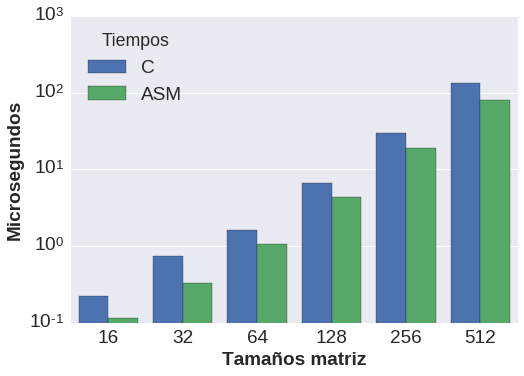 10³
10²
10¹
10⁰
10⁻¹
Microsegundos
Tiempos
C
ASM
16 32 64 128 256 512
Tamaños matriz